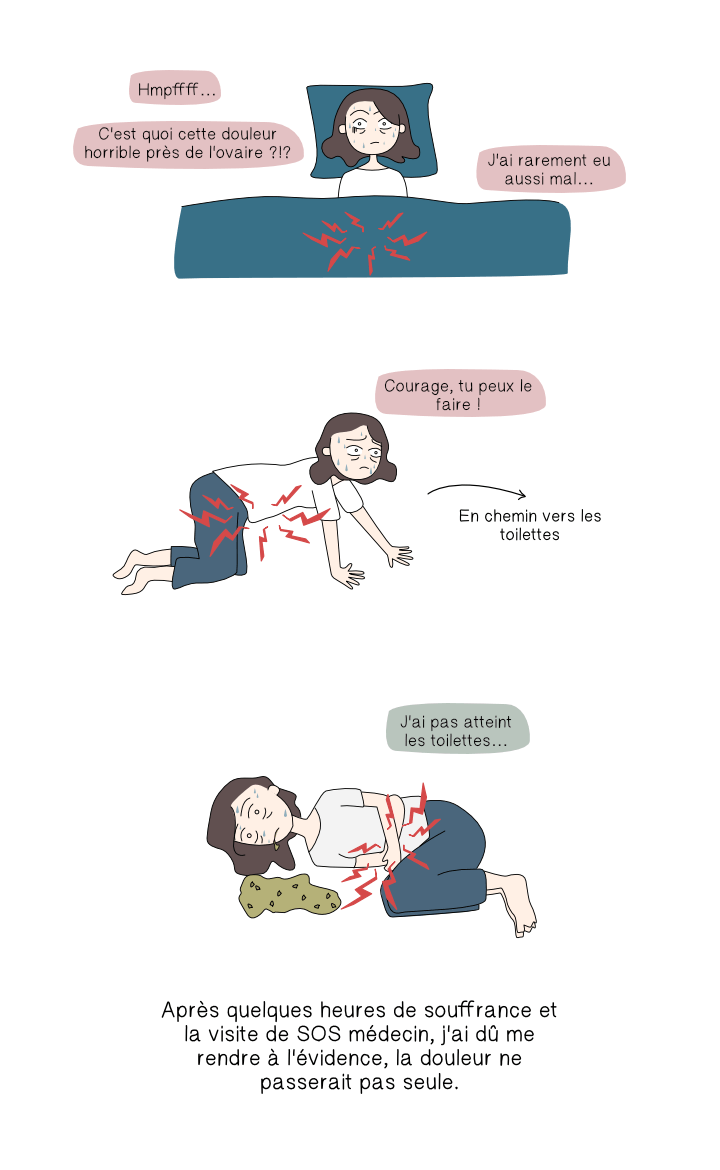 Hmpffff...
C'est quoi cette douleur
horrible près de l'ovaire ?!?
J'ai rarement eu
aussi mal...
Courage, tu peux le
faire !
En chemin vers les
toilettes
J'ai pas atteint
les toilettes...
Après quelques heures de souffrance et
la visite de SOS médecin, j'ai dû me
rendre à l'évidence, la douleur ne
passerait pas seule.